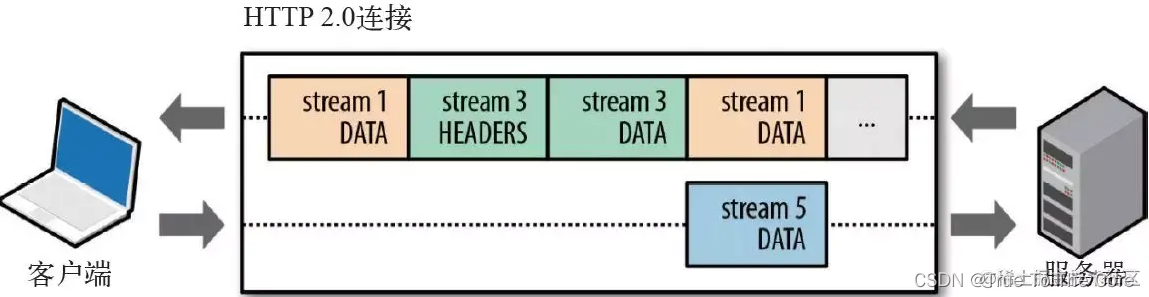 HTTP 2.0连接
stream 1
DATA
stream 3
HEADERS
stream 3
DATA
stream 1
DATA
...
stream 5
DATA
客户端
服务器
CSDN